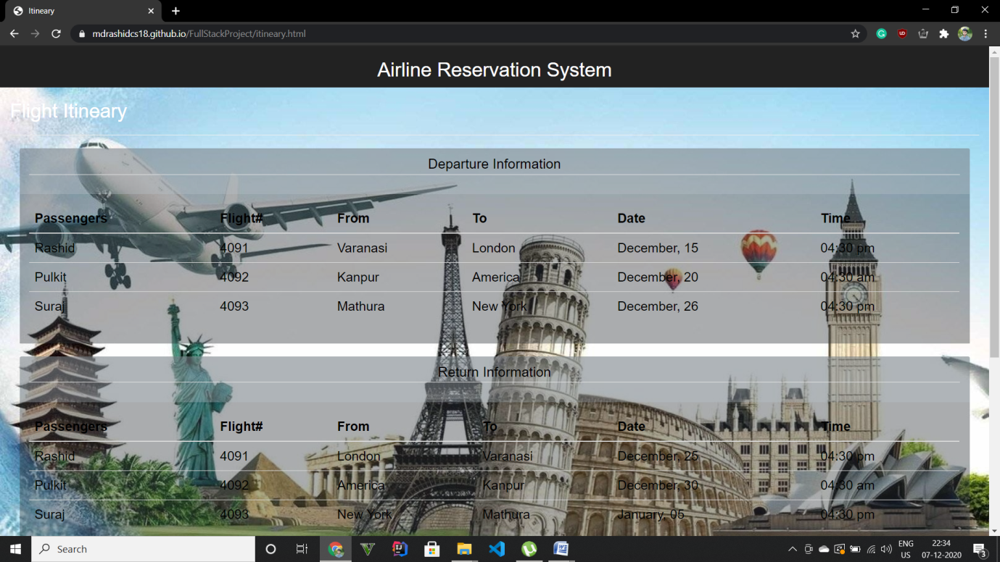 Itineary
mdrashidcs18.github.io/FullStackProject/itineary.html
Airline Reservation System
Flight Itineary
Departure Information
Passengers Flight# From To Date Time
Rashid 4091 Varanasi London December, 15 04:30 pm
Pulkit 4092 Kanpur America December, 20 04:30 am
Suraj 4093 Mathura New York December, 26 04:30 pm
Return Information
Passengers Flight# From To Date Time
Rashid 4091 London Varanasi December, 25 04:30 pm
Pulkit 4092 America Kanpur December, 30 04:30 am
Suraj 4093 New York Mathura January, 05 04:30 pm
Search
ENG
US
22:34
07-12-2020
3